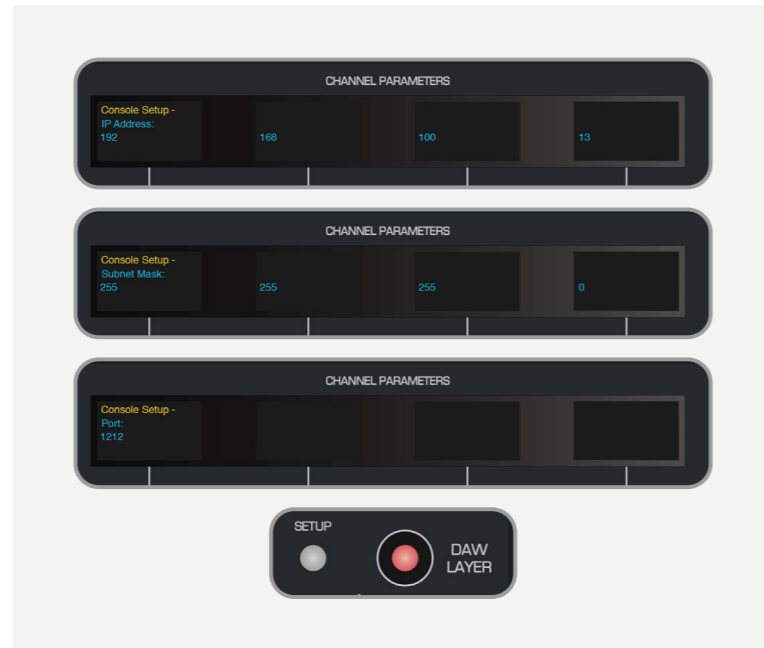 CHANNEL PARAMETERS
Console Setup -
IP Address:
192 168 100 13
CHANNEL PARAMETERS
Console Setup -
Subnet Mask:
255 255 255 0
CHANNEL PARAMETERS
Console Setup -
Port:
1212
SETUP
DAW
LAYER